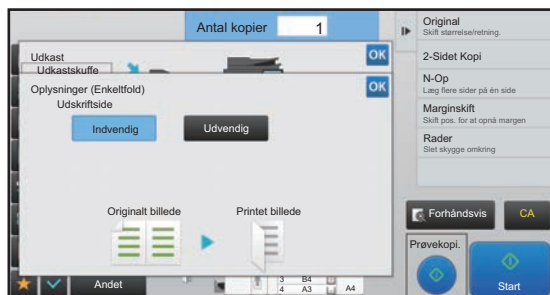 Antal kopier 1
Udkast
Udkastskuffe
OK
Oplysninger (Enkeltfold)
OK
Udskriftside
Indvendig
Udvendig
Originalt billede
Printet billede
Andet
3 B4
4 A3
A4
Original
Skift størrelse/retning.
2-Sidet Kopi
N-Op
Læg flere sider på én side
Marginskift
Skift pos. for at opnå margen
Rader
Slet skygge omkring
Forhåndsvis
CA
Prøvekopi.
Start